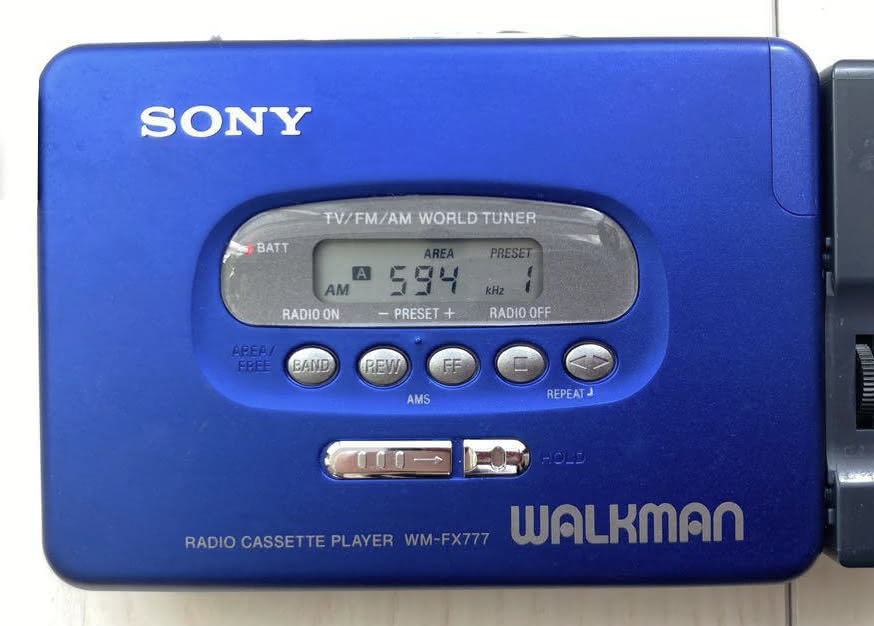 SONY
TV/FM/AM WORLD TUNER
BATT
AREA PRESET
AM A 594 kHz 1
RADIO ON − PRESET + RADIO OFF
AREA/
FREE
BAND REW FF
AMS REPEAT
HOLD
WALKMAN
RADIO CASSETTE PLAYER WM-FX777